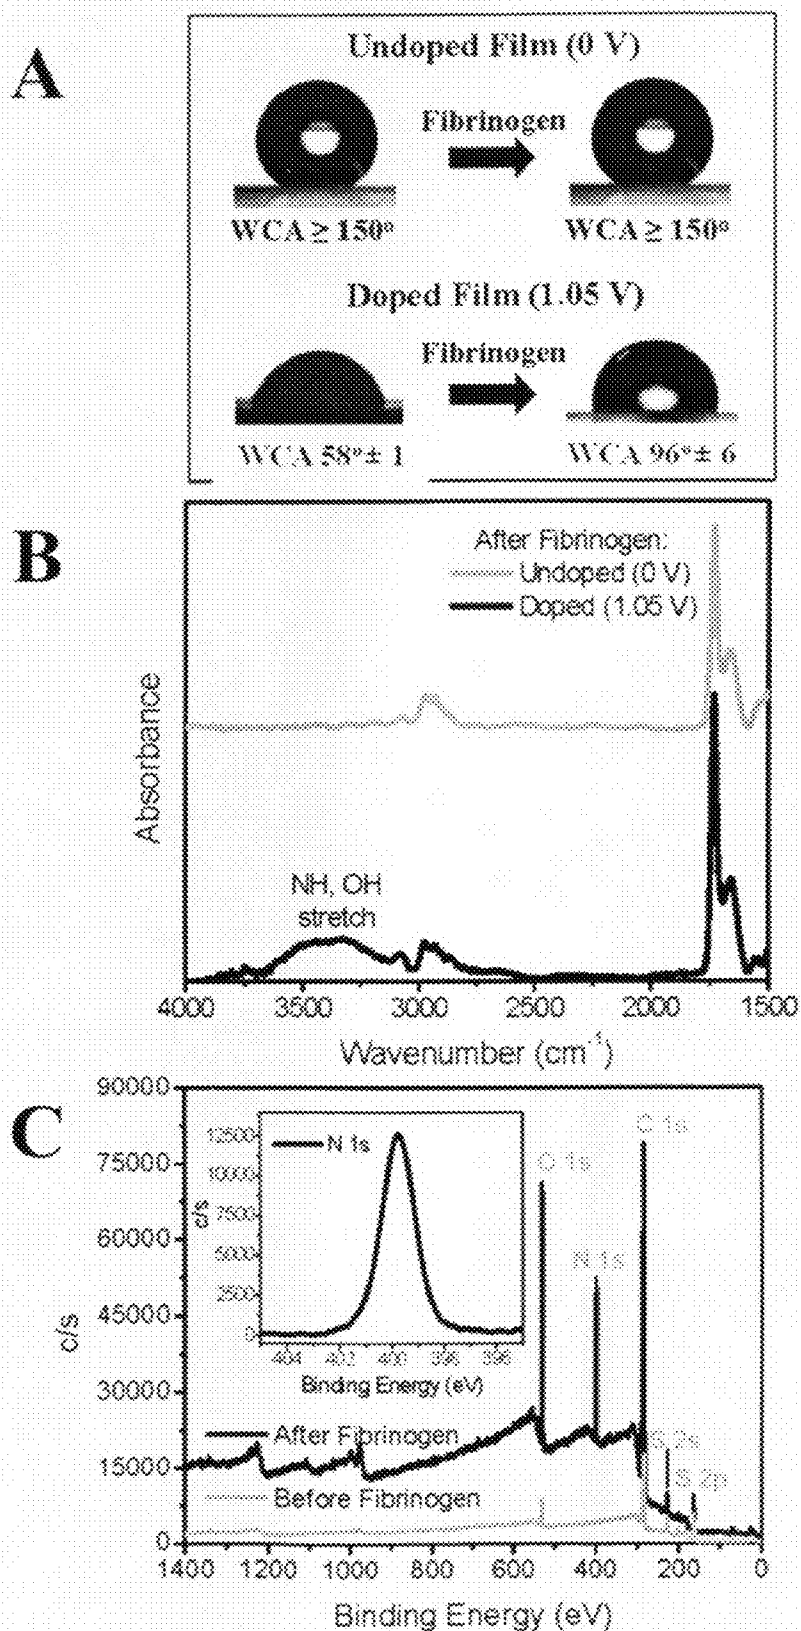 A
Undoped Film (0 V)
Fibrinogen
WCA ≥ 150°
WCA ≥ 150°
Doped Film (1.05 V)
Fibrinogen
WCA 58°± 1
WCA 96°± 6
B
After Fibrinogen:
Undoped (0 V)
Doped (1.05 V)
Absorbance
NH, OH
stretch
4000 3500 3000 2500 2000 1500
Wavenumber (cm⁻¹)
C
90000
75000
60000
45000
30000
15000
0
c/s
N 1s
12500
10000
7500
5000
2500
0
c/s
404 402 400 398 396
Binding Energy (eV)
O 1s
C 1s
N 1s
S 2s
S 2p
After Fibrinogen
Before Fibrinogen
1400 1200 1000 800 600 400 200 0
Binding Energy (eV)